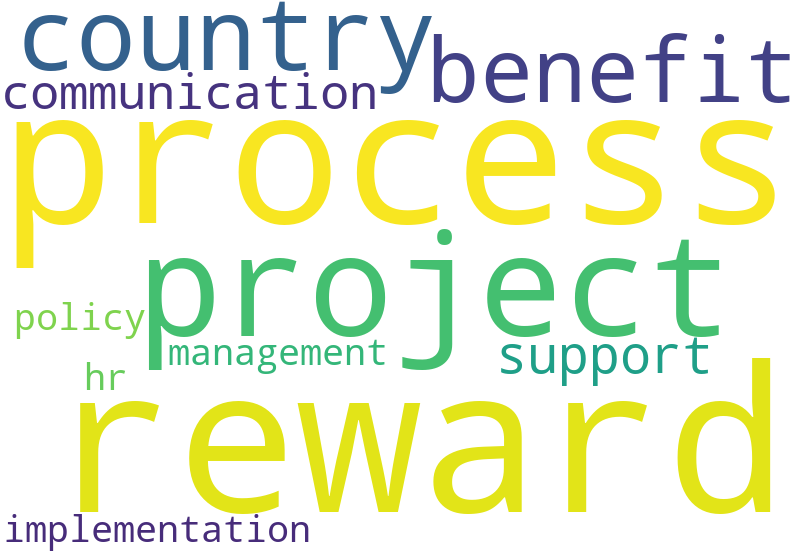 country
benefit
communication
process
project
policy
management
support
hr
reward
implementation